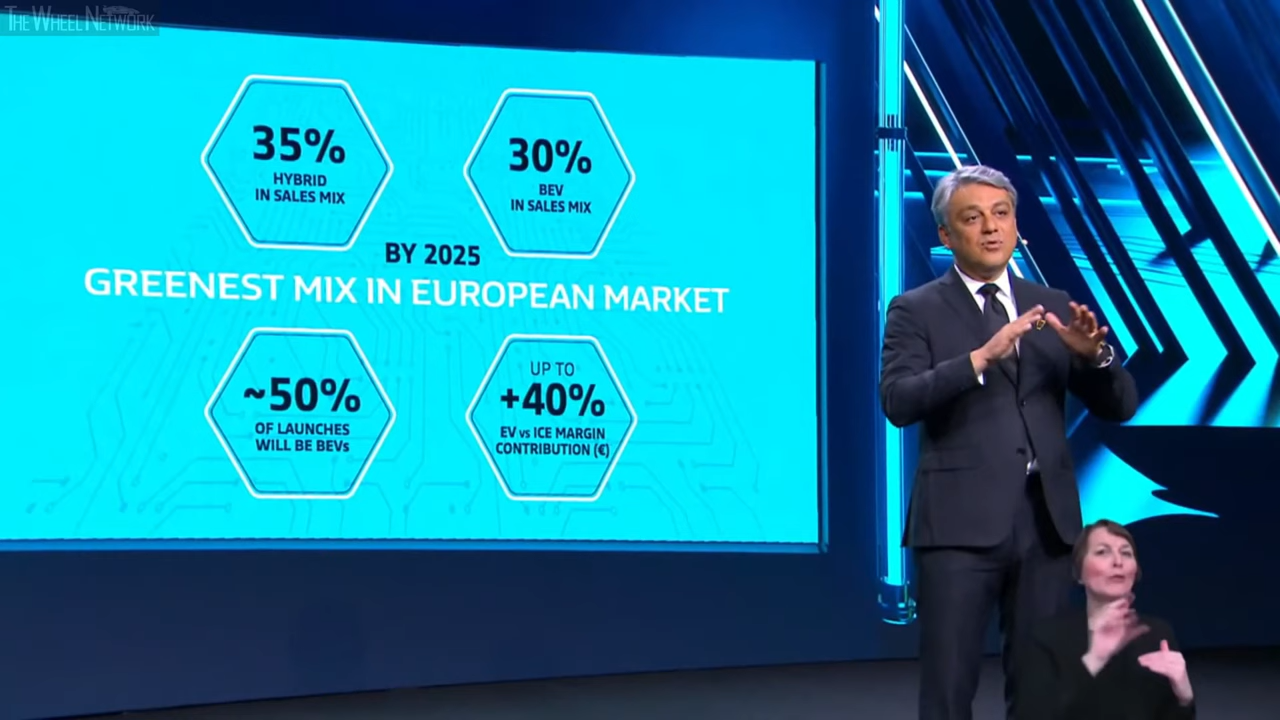 THE WHEEL NETWORK
35%
HYBRID
IN SALES MIX
30%
BEV
IN SALES MIX
BY 2025
GREENEST MIX IN EUROPEAN MARKET
~50%
OF LAUNCHES
WILL BE BEVs
UP TO
+40%
EV vs ICE MARGIN
CONTRIBUTION (€)